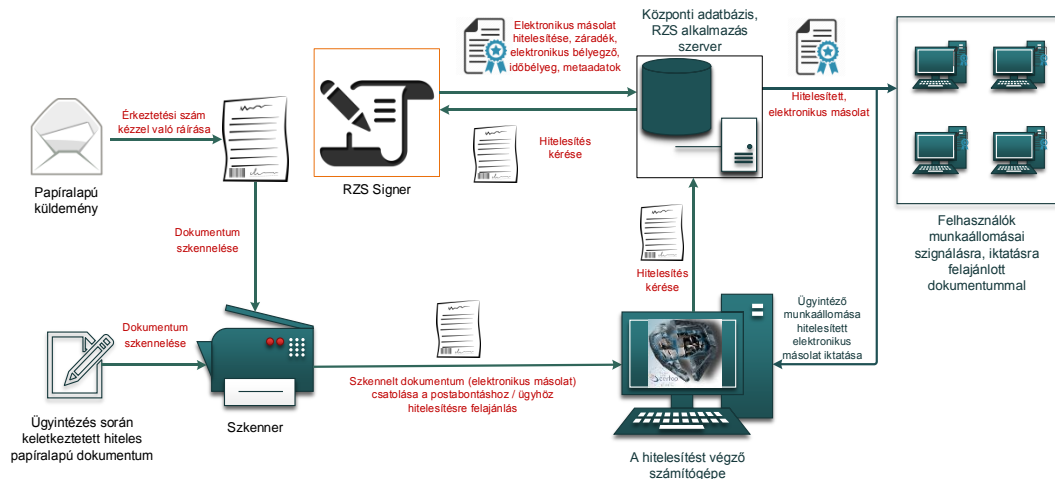 Elektronikus másolat
hitelesítése, záradék,
elektronikus bélyegző,
időbélyeg, metaadatok
Központi adatbázis,
RZS alkalmazás
szerver
Érkeztetési szám
kézzel való ráírása
Hitelesítés
kérése
Hitelesített,
elektronikus másolat
Papíralapú
küldemény
RZS Signer
Felhasználók
munkaállomásai
szignálásra, iktatásra
felajánlott
dokumentummal
Dokumentum
szkennelése
Hitelesítés
kérése
Ügyintéző
munkaállomása
hitelesített
elektronikus
másolat iktatása
Dokumentum
szkennelése
Szkennelt dokumentum (elektronikus másolat)
csatolása a postabontáshoz / ügyhöz
hitelesítésre felajánlás
Ügyintézés során
keletkeztetett hiteles
papíralapú dokumentum
Szkenner
A hitelesítést végző
számítógépe